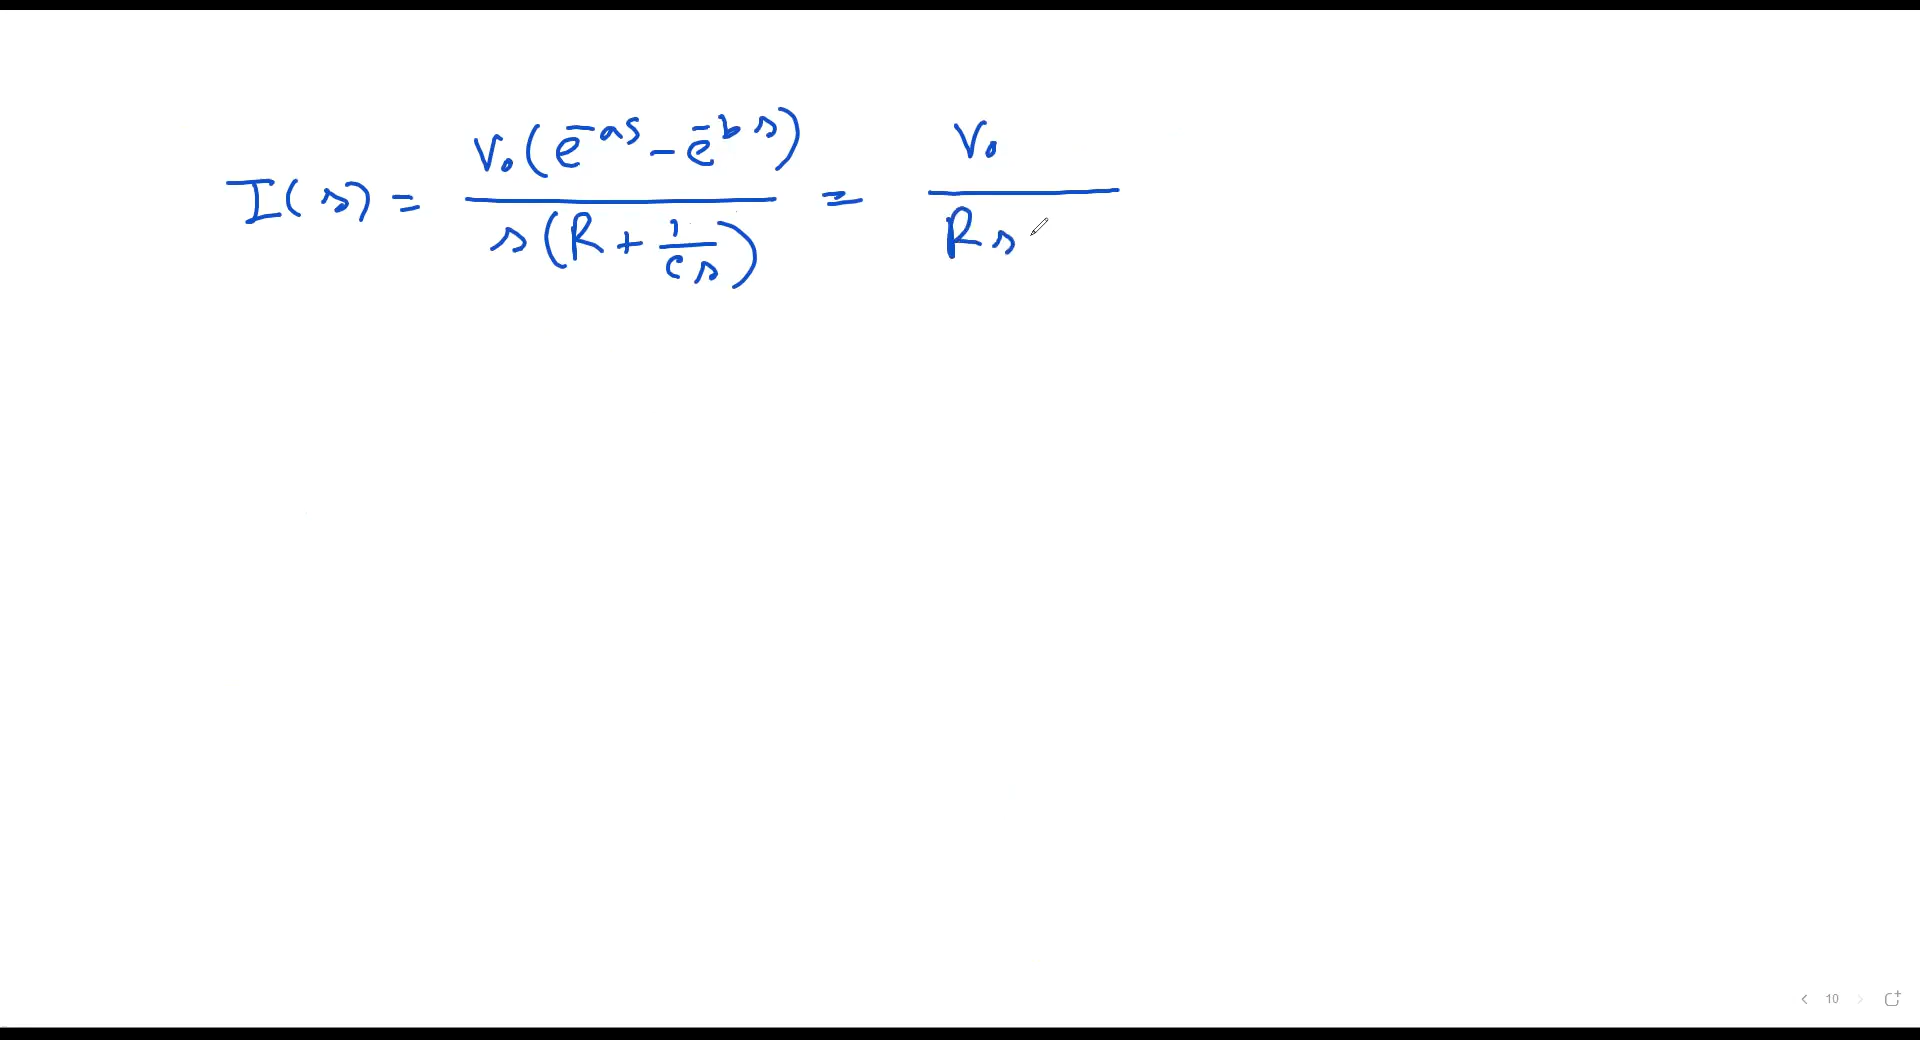 I(s) = V₀(e^{-as} - e^{-bs}) / s(R + 1/(Cs)) = V₀ / Rs
10